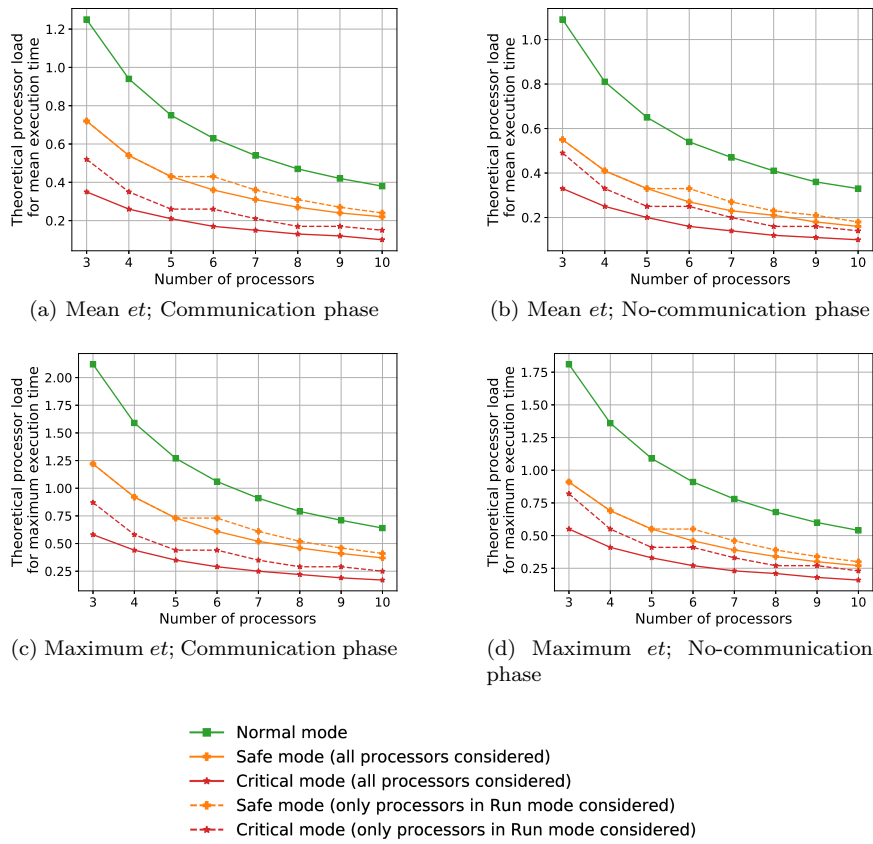 Theoretical processor load
for mean execution time
1.2
1.0
0.8
0.6
0.4
0.2
3 4 5 6 7 8 9 10
Number of processors
(a) Mean et; Communication phase
Theoretical processor load
for mean execution time
1.0
0.8
0.6
0.4
0.2
3 4 5 6 7 8 9 10
Number of processors
(b) Mean et; No-communication phase
Theoretical processor load
for maximum execution time
2.00
1.75
1.50
1.25
1.00
0.75
0.50
0.25
3 4 5 6 7 8 9 10
Number of processors
(c) Maximum et; Communication phase
Theoretical processor load
for maximum execution time
1.75
1.50
1.25
1.00
0.75
0.50
0.25
3 4 5 6 7 8 9 10
Number of processors
(d) Maximum et; No-communication
phase
Normal mode
Safe mode (all processors considered)
Critical mode (all processors considered)
Safe mode (only processors in Run mode considered)
Critical mode (only processors in Run mode considered)